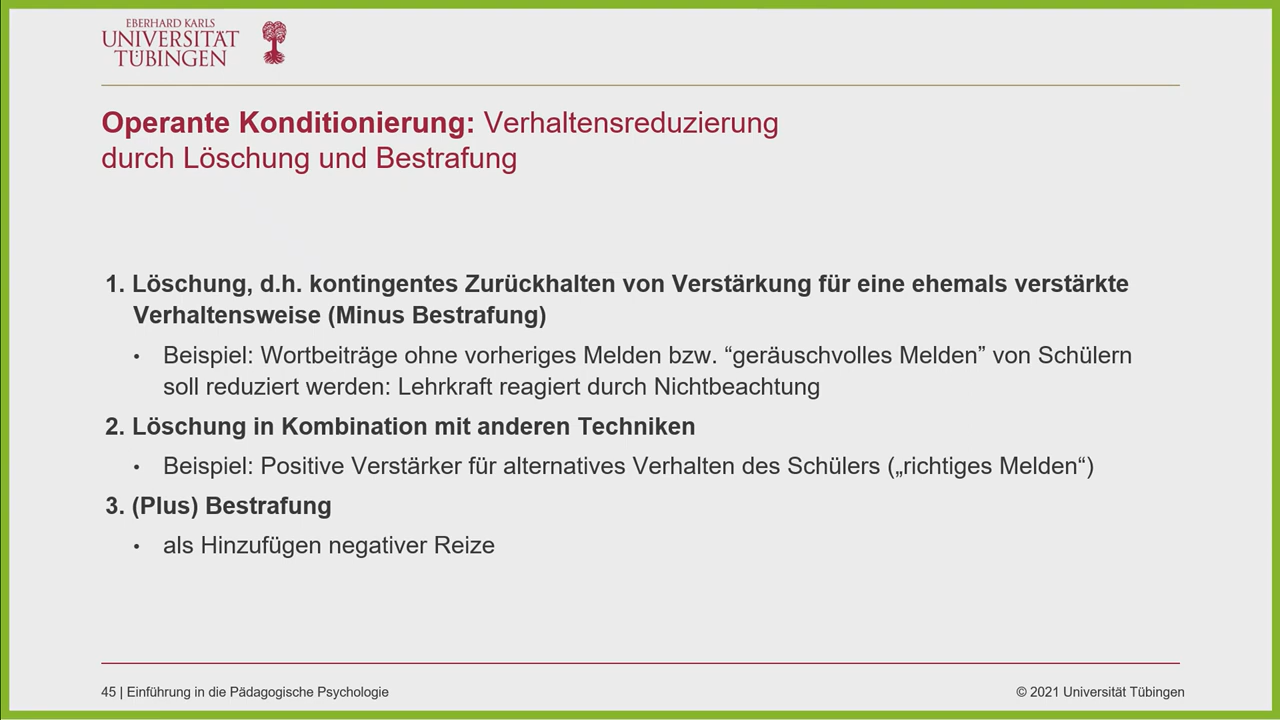 EBERHARD KARLS
UNIVERSITÄT
TÜBINGEN
Operante Konditionierung: Verhaltensreduzierung
durch Löschung und Bestrafung
1. Löschung, d.h. kontingentes Zurückhalten von Verstärkung für eine ehemals verstärkte
Verhaltensweise (Minus Bestrafung)
• Beispiel: Wortbeiträge ohne vorheriges Melden bzw. “geräuschvolles Melden” von Schülern
soll reduziert werden: Lehrkraft reagiert durch Nichtbeachtung
2. Löschung in Kombination mit anderen Techniken
• Beispiel: Positive Verstärker für alternatives Verhalten des Schülers („richtiges Melden“)
3. (Plus) Bestrafung
• als Hinzufügen negativer Reize
45 | Einführung in die Pädagogische Psychologie
© 2021 Universität Tübingen